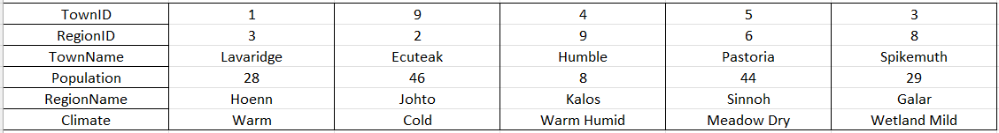 TownID 1 9 4 5 3
RegionID 3 2 9 6 8
TownName Lavaridge Ecuteak Humble Pastoria Spikemuth
Population 28 46 8 44 29
RegionName Hoenn Johto Kalos Sinnoh Galar
Climate Warm Cold Warm Humid Meadow Dry Wetland Mild